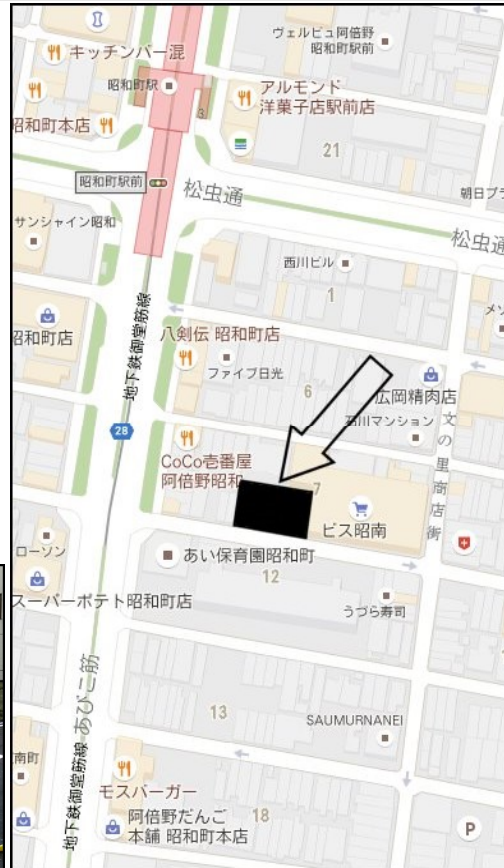 ヴェルビュ阿倍野
昭和町駅前
キッチンバー混
昭和町駅
アルモンド
洋菓子店駅前店
3
昭和町本店
21
昭和町駅前
松虫通
朝日プラ
松虫通
サンシャイン昭和
西川ビル
1
メゾ
地下鉄御堂筋線
昭和町店
八剣伝 昭和町店
ファイブ日光
6
広岡精肉店
石川マンション
文の里商店街
28
CoCo壱番屋
阿倍野昭和
7
ビス昭南
ローソン
あい保育園昭和町
12
スーパーポテト昭和町店
うづら寿司
あびこ筋
13
SAUMURNANEI
地下鉄御堂筋線
南町
モスバーガー
阿倍野だんご
本舗 昭和町本店
18
P